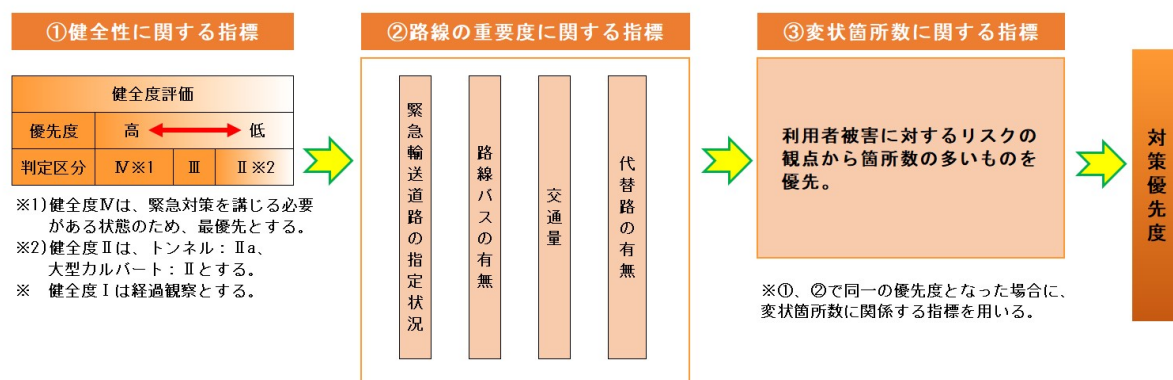 ①健全性に関する指標
健全度評価
優先度 高 低
判定区分 Ⅳ※1 Ⅲ Ⅱ※2
※1)健全度Ⅳは、緊急対策を講じる必要
がある状態のため、最優先とする。
※2)健全度Ⅱは、トンネル：Ⅱa、
大型カルバート：Ⅱとする。
※ 健全度Ⅰは経過観察とする。
②路線の重要度に関する指標
緊急輸送道路の指定状況
路線バスの有無
交通量
代替路の有無
③変状箇所数に関する指標
利用者被害に対するリスクの
観点から箇所数の多いものを
優先。
※①、②で同一の優先度となった場合に、
変状箇所数に関係する指標を用いる。
対策優先度